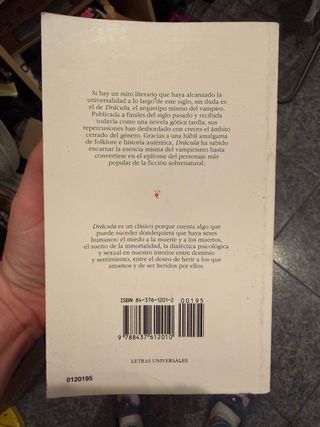 Si hay un mito literario que haya alcanzado la
universalidad a lo largo de este siglo, sin duda es
el de Drácula, el arquetipo mismo del vampiro.
Publicada a finales del siglo pasado y recibida
todavía como una novela gótica tardía, sus
repercusiones han desbordado con creces el ámbito
cerrado del género. Gracias a una hábil amalgama
de folklore e historia auténtica, Drácula ha sabido
encarnar la esencia misma del vampirismo hasta
convertirse en el epítome del personaje más
popular de la ficción sobrenatural.
Drácula es un clásico porque cuenta algo que
puede suceder dondequiera que haya seres
humanos: el miedo a la muerte y a los muertos,
el sueño de la inmortalidad, la dialéctica psicológica
y sexual en nuestro interior entre dominio
y sentimiento, entre el deseo de herir a los que
amamos y de ser heridos por ellos.
ISBN 84-376-1201-2
00195
9 788437 612010
LETRAS UNIVERSALES
0120195